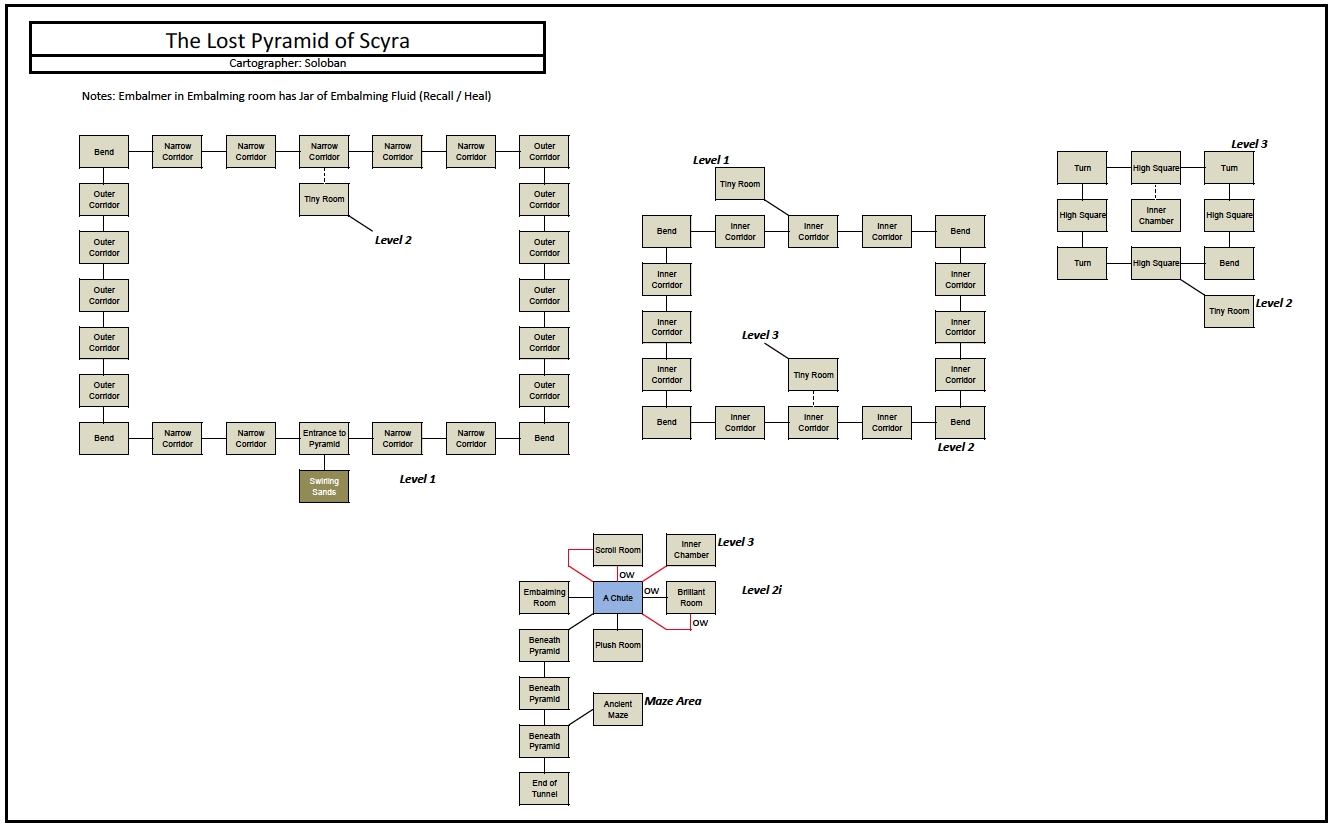 The Lost Pyramid of Scyra
Cartographer: Soloban
Notes: Embalmer in Embalming room has Jar of Embalming Fluid (Recall / Heal)
Bend
Narrow
Corridor
Narrow
Corridor
Narrow
Corridor
Narrow
Corridor
Narrow
Corridor
Outer
Corridor
Outer
Corridor
Tiny Room
Outer
Corridor
Level 2
Outer
Corridor
Outer
Corridor
Outer
Corridor
Outer
Corridor
Outer
Corridor
Outer
Corridor
Outer
Corridor
Outer
Corridor
Bend
Narrow
Corridor
Narrow
Corridor
Entrance to
Pyramid
Narrow
Corridor
Narrow
Corridor
Bend
Swirling
Sands
Level 1
Level 1
Tiny Room
Bend
Inner
Corridor
Inner
Corridor
Inner
Corridor
Bend
Inner
Corridor
Inner
Corridor
Inner
Corridor
Inner
Corridor
Level 3
Inner
Corridor
Tiny Room
Inner
Corridor
Bend
Inner
Corridor
Inner
Corridor
Inner
Corridor
Bend
Level 2
Level 3
Turn
High Square
Turn
High Square
Inner
Chamber
High Square
Turn
High Square
Bend
Tiny Room
Level 2
Scroll Room
Inner
Chamber
Level 3
OW
Embalming
Room
A Chute
OW
Brilliant
Room
Level 2i
OW
Beneath
Pyramid
Plush Room
Beneath
Pyramid
Ancient
Maze
Maze Area
Beneath
Pyramid
End of
Tunnel